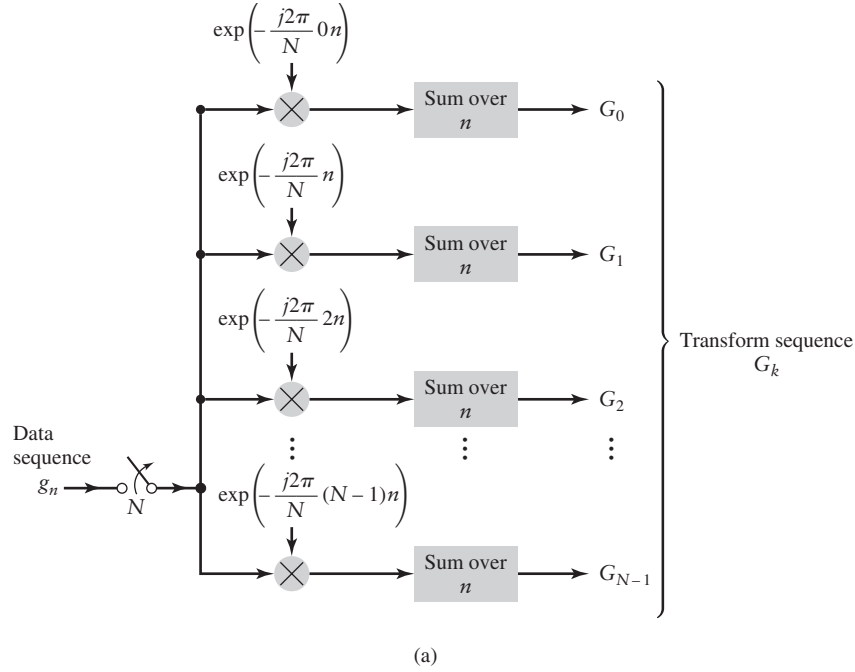 exp(− j2π/N 0n)
Sum over
n
G₀
exp(− j2π/N n)
Sum over
n
G₁
exp(− j2π/N 2n)
Transform sequence
Gₖ
Sum over
n
G₂
Data
sequence
gₙ
N
exp(− j2π/N (N − 1)n)
Sum over
n
G_{N−1}
(a)